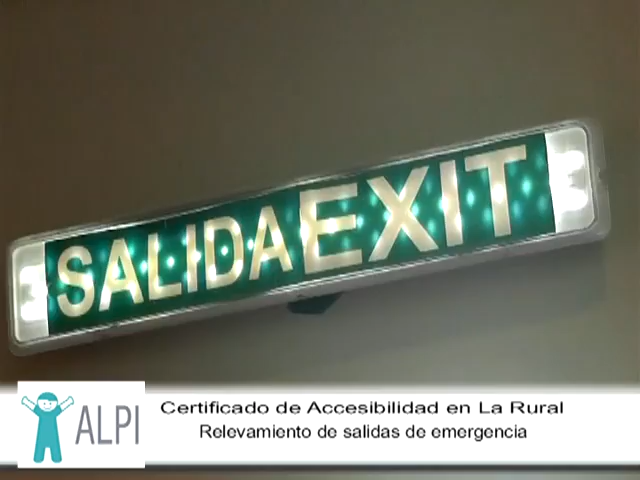 SALIDA EXIT
ALPI
Certificado de Accesibilidad en La Rural
Relevamiento de salidas de emergencia